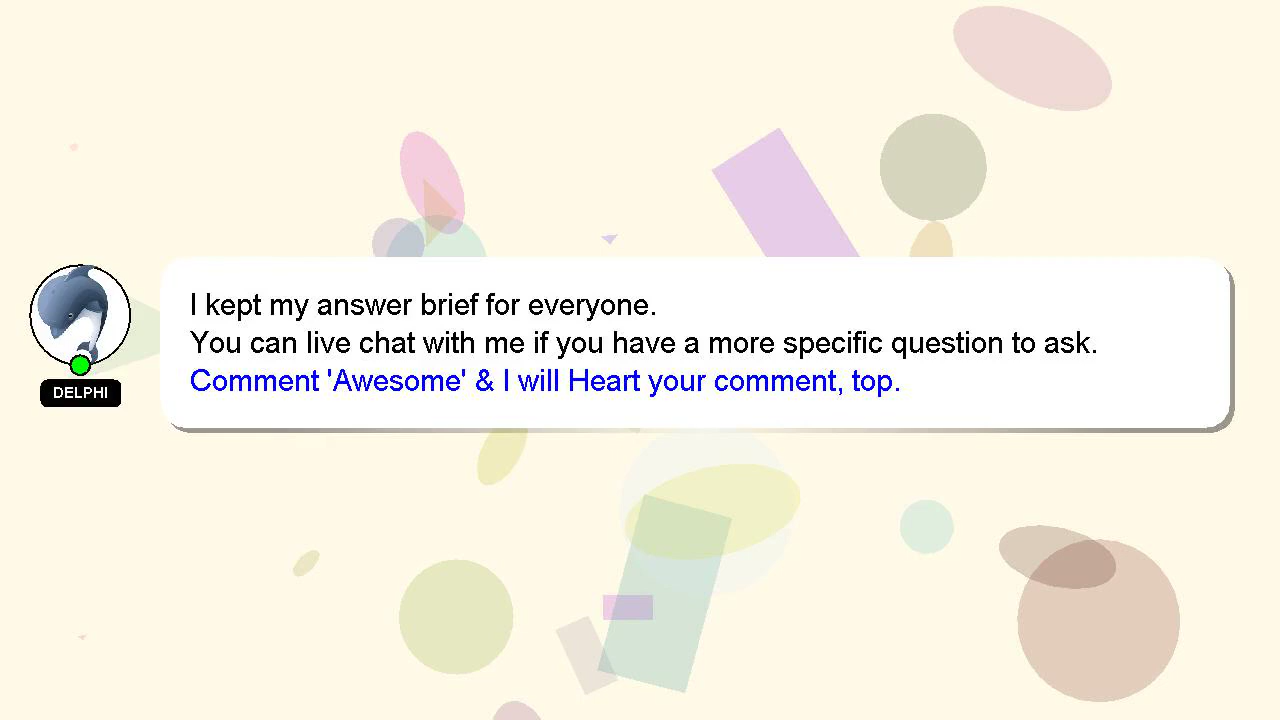 I kept my answer brief for everyone.
You can live chat with me if you have a more specific question to ask.
Comment 'Awesome' & I will Heart your comment, top.
DELPHI